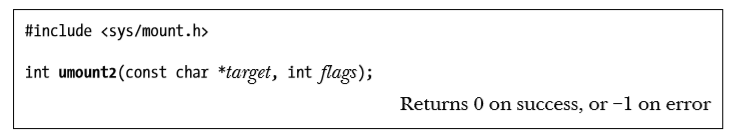 #include <sys/mount.h>
int umount2(const char *target, int flags);
Returns 0 on success, or −1 on error